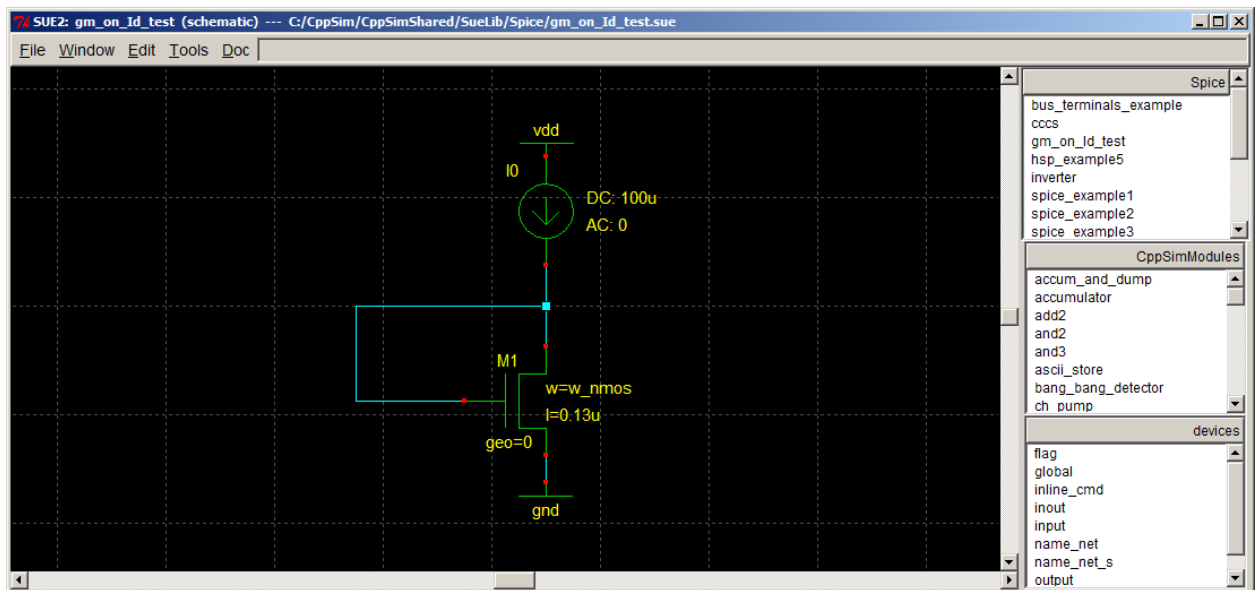 SUE2: gm_on_Id_test (schematic) --- C:/CppSim/CppSimShared/SueLib/Spice/gm_on_Id_test.sue
File Window Edit Tools Doc
vdd
I0
DC: 100u
AC: 0
M1
w=w_nmos
l=0.13u
geo=0
gnd
Spice
bus_terminals_example
cccs
gm_on_Id_test
hsp_example5
inverter
spice_example1
spice_example2
spice_example3
CppSimModules
accum_and_dump
accumulator
add2
and2
and3
ascii_store
bang_bang_detector
ch_pump
devices
flag
global
inline_cmd
inout
input
name_net
name_net_s
output